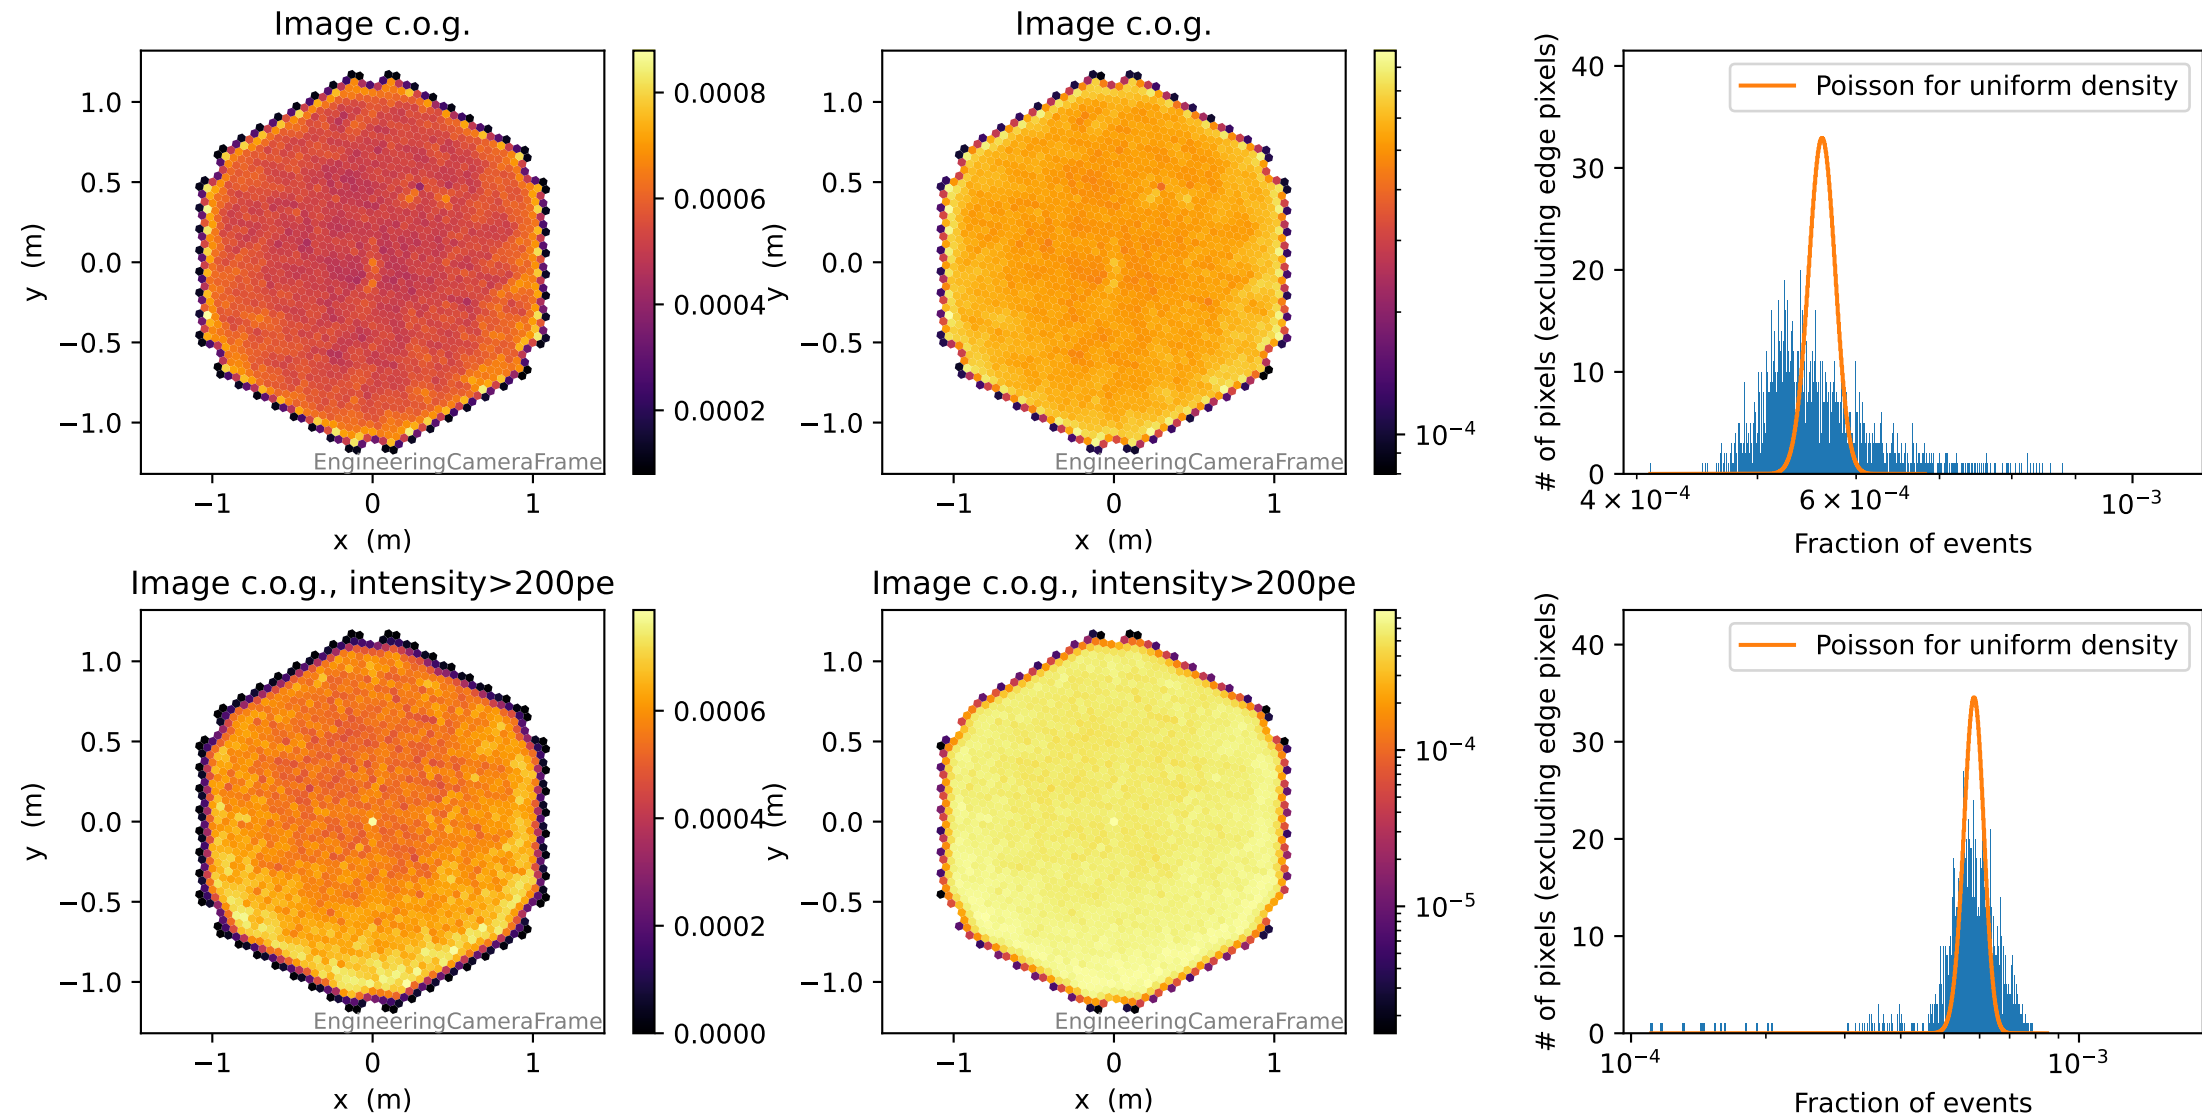 Image c.o.g.
1.0
0.5
0.0
−0.5
−1.0
y (m)
−1
0
1
x (m)
EngineeringCameraFrame
0.0008
0.0006
0.0004
0.0002
Image c.o.g.
1.0
0.5
0.0
−0.5
−1.0
y (m)
−1
0
1
x (m)
EngineeringCameraFrame
10⁻⁴
# of pixels (excluding edge pixels)
40
30
20
10
0
Poisson for uniform density
4 × 10⁻⁴
6 × 10⁻⁴
10⁻³
Fraction of events
Image c.o.g., intensity>200pe
1.0
0.5
0.0
−0.5
−1.0
y (m)
−1
0
1
x (m)
EngineeringCameraFrame
0.0006
0.0004
0.0002
0.0000
Image c.o.g., intensity>200pe
1.0
0.5
0.0
−0.5
−1.0
y (m)
−1
0
1
x (m)
EngineeringCameraFrame
10⁻⁴
10⁻⁵
# of pixels (excluding edge pixels)
40
30
20
10
0
Poisson for uniform density
10⁻⁴
10⁻³
Fraction of events